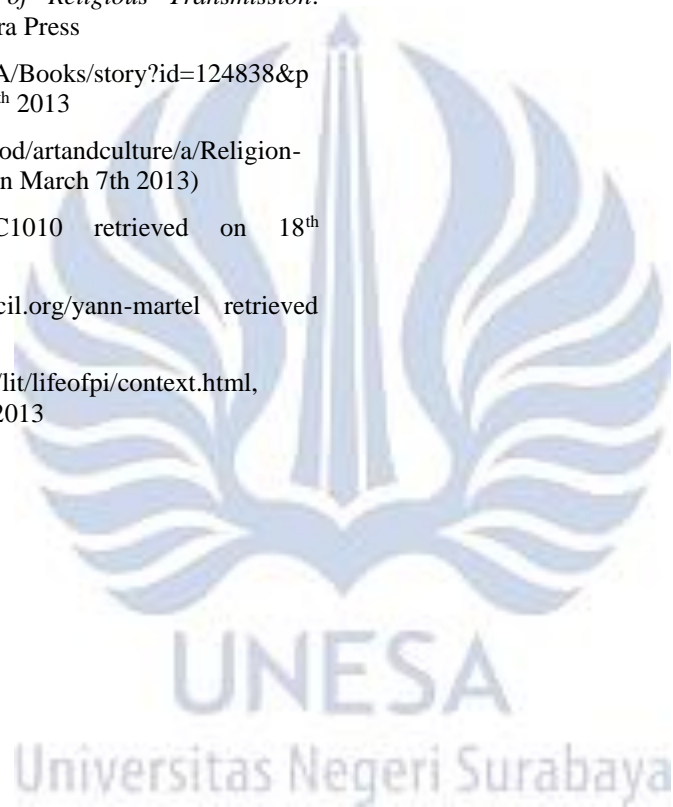 of Religious Transmission.
ra Press
A/Books/story?id=124838&p
th 2013
od/artandculture/a/Religion-
n March 7th 2013)
C1010 retrieved on 18th
cil.org/yann-martel retrieved
/lit/lifeofpi/context.html,
2013
UNESA
Universitas Negeri Surabaya